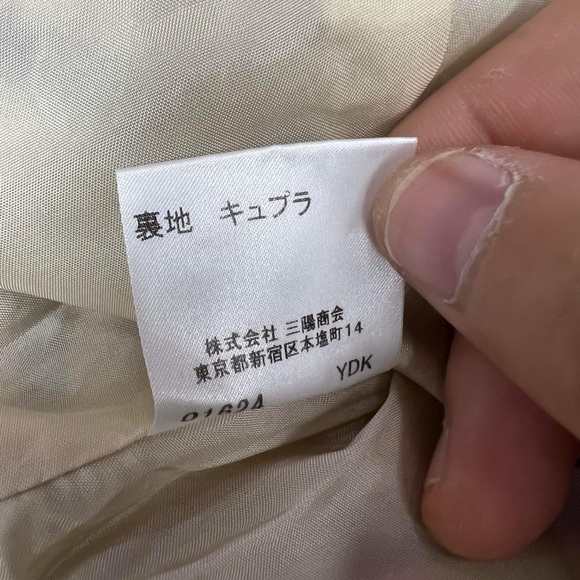 裏地 キュプラ
株式会社 三陽商会
東京都新宿区本塩町14
YDK